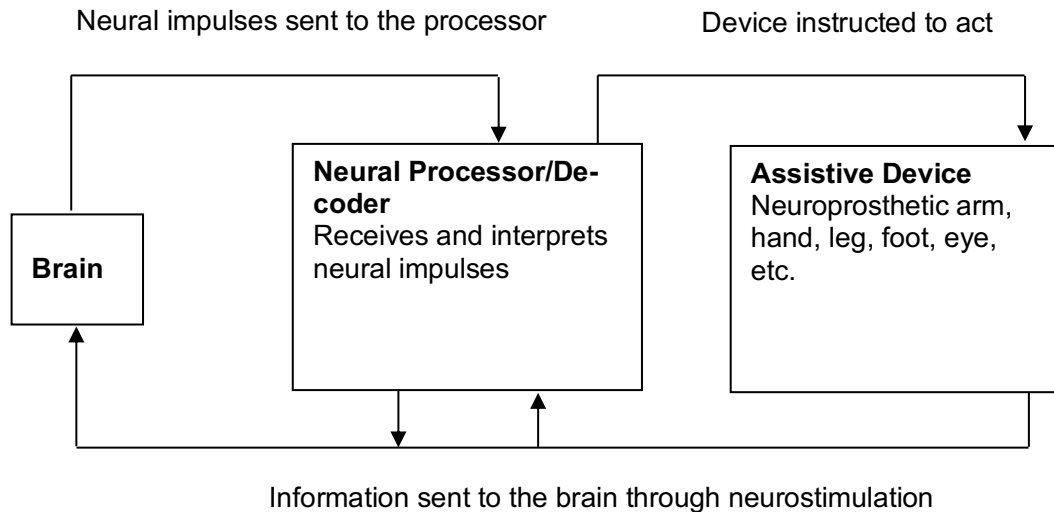 Neural impulses sent to the processor
Device instructed to act
Brain
Neural Processor/De-
coder
Receives and interprets
neural impulses
Assistive Device
Neuroprosthetic arm,
hand, leg, foot, eye,
etc.
Information sent to the brain through neurostimulation